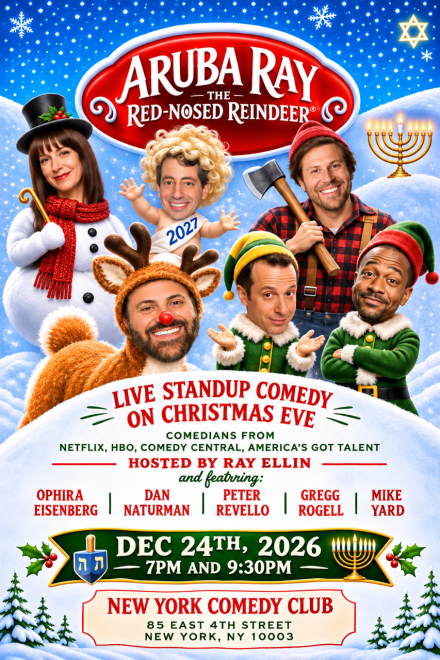 ARUBA RAY
THE
RED-NOSED REINDEER®
2027
LIVE STANDUP COMEDY
ON CHRISTMAS EVE
COMEDIANS FROM
NETFLIX, HBO, COMEDY CENTRAL, AMERICA'S GOT TALENT
HOSTED BY RAY ELLIN
and featuring:
OPHIRA
EISENBERG
DAN
NATURMAN
PETER
REVELLO
GREGG
ROGELL
MIKE
YARD
DEC 24TH, 2026
7PM AND 9:30PM
NEW YORK COMEDY CLUB
85 EAST 4TH STREET
NEW YORK, NY 10003